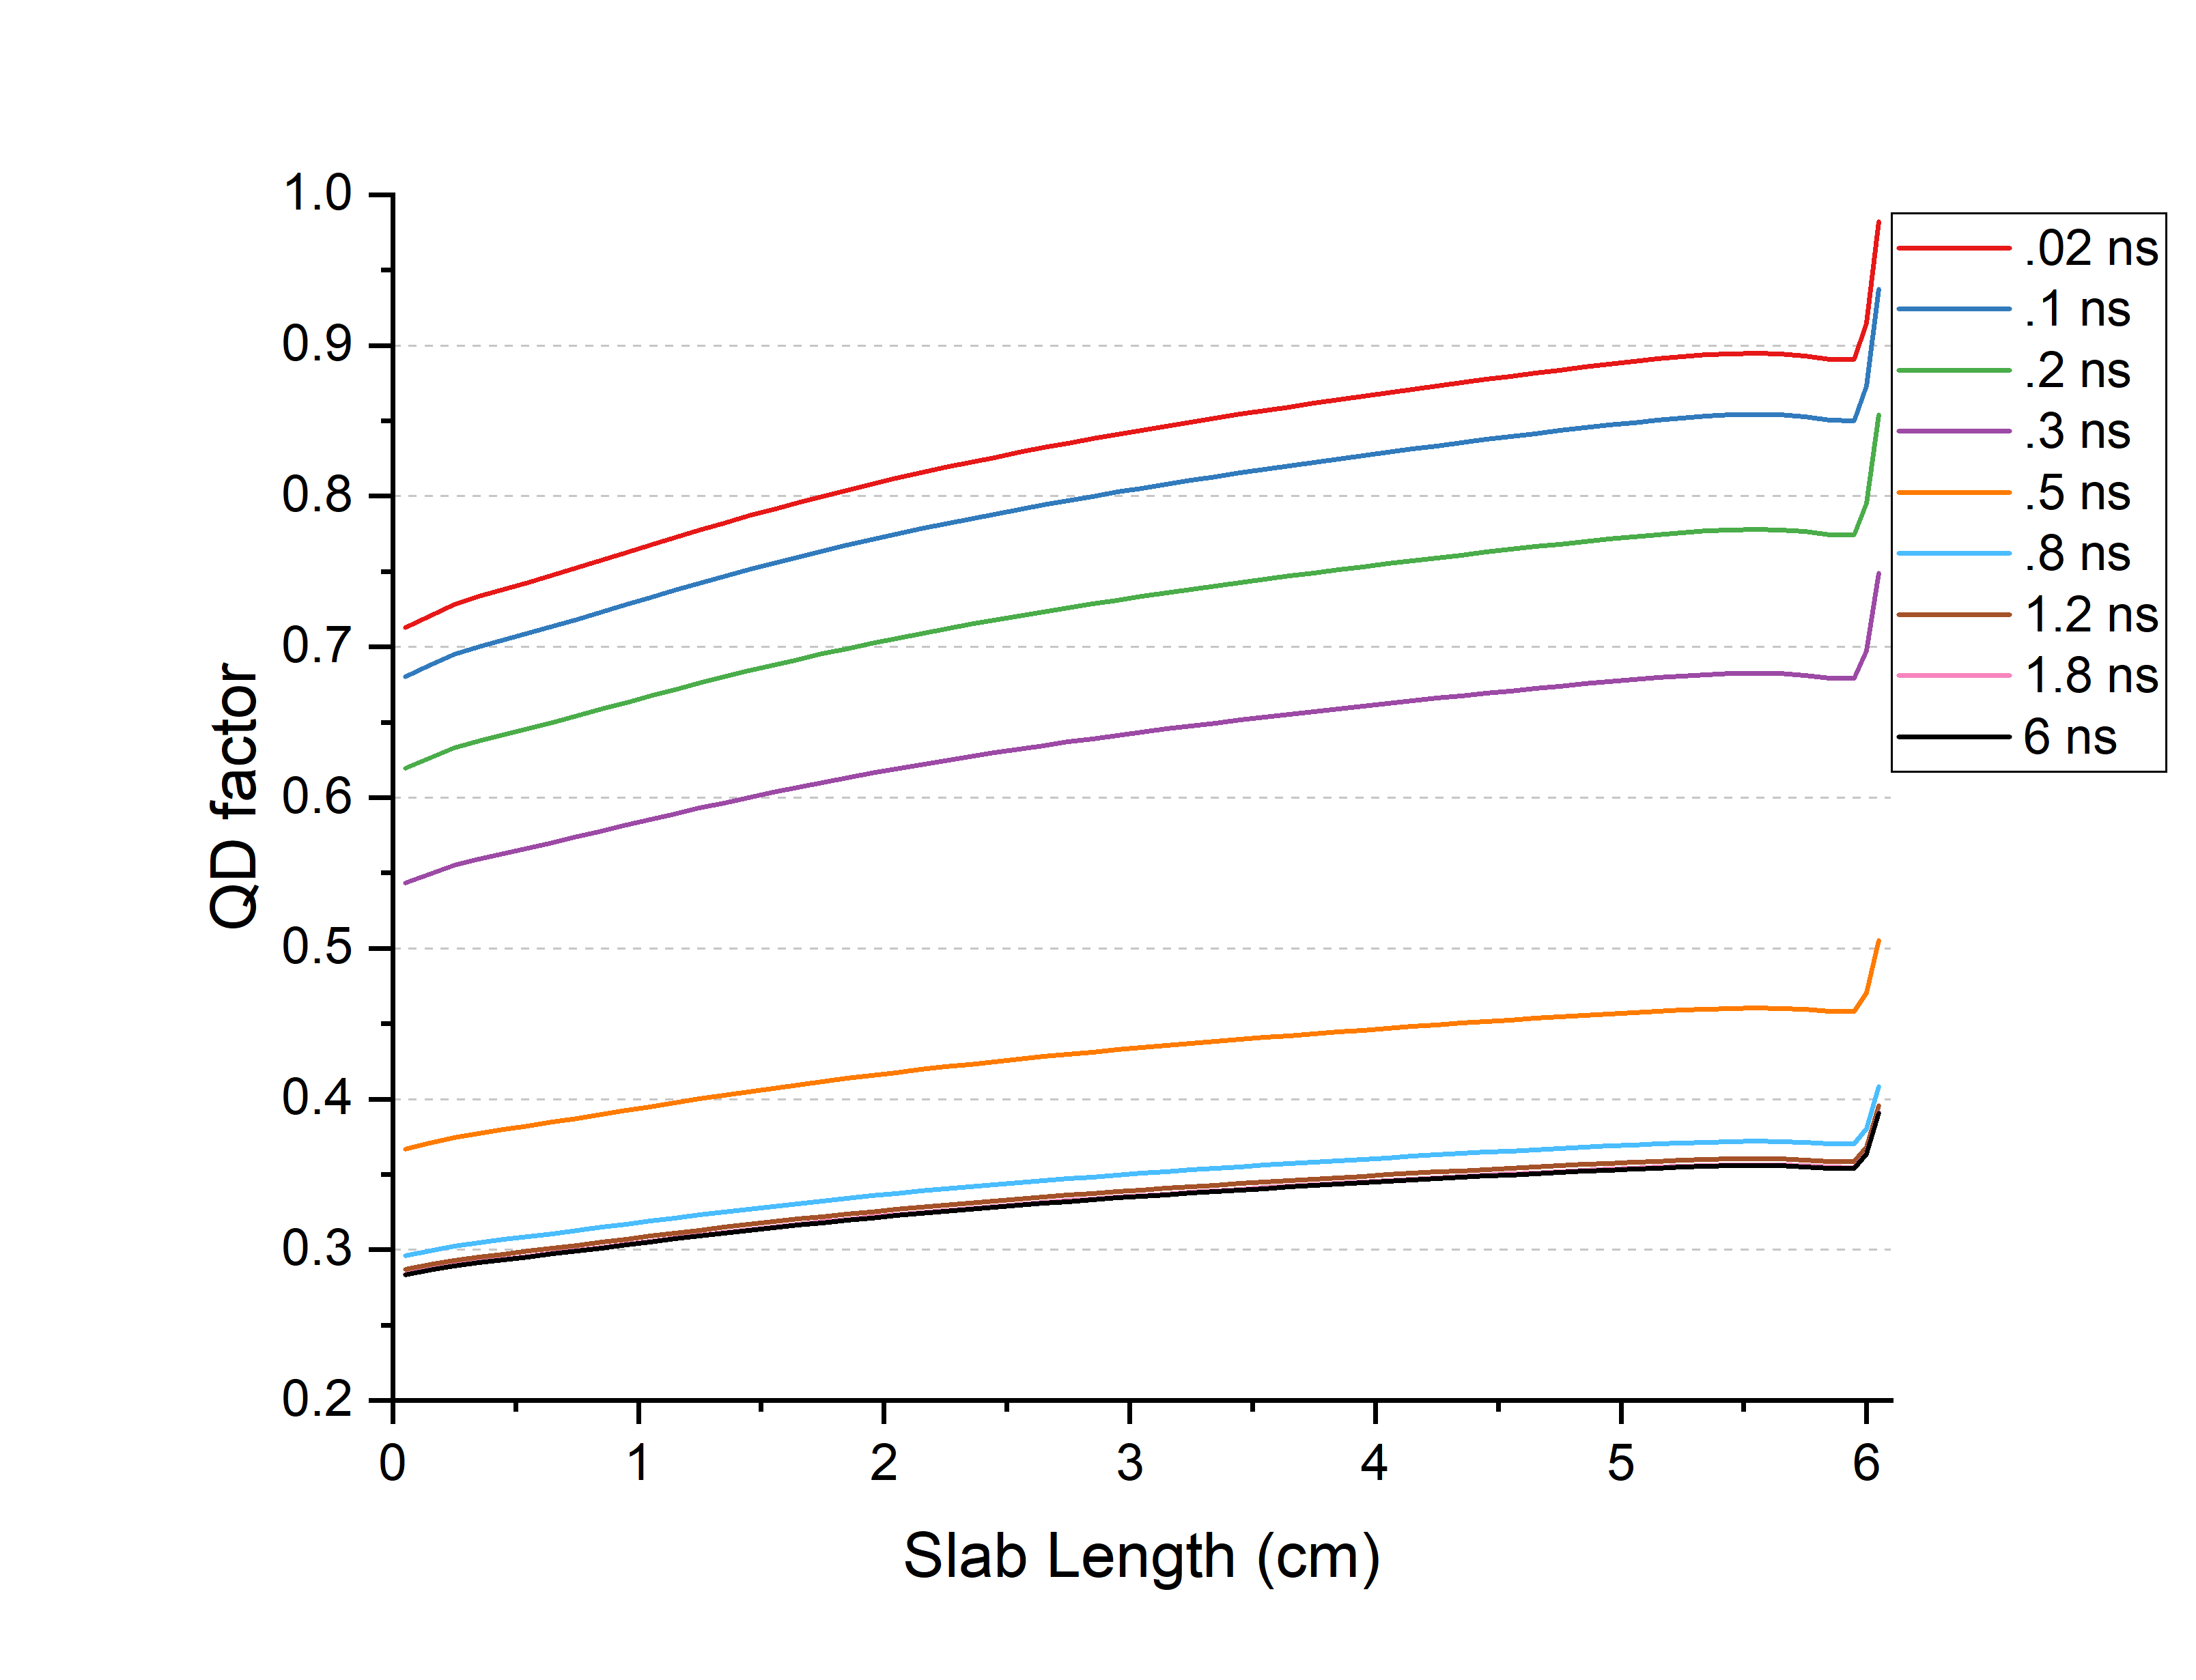 1.0
0.9
0.8
0.7
0.6
0.5
0.4
0.3
0.2
QD factor
0 1 2 3 4 5 6
Slab Length (cm)
.02 ns
.1 ns
.2 ns
.3 ns
.5 ns
.8 ns
1.2 ns
1.8 ns
6 ns